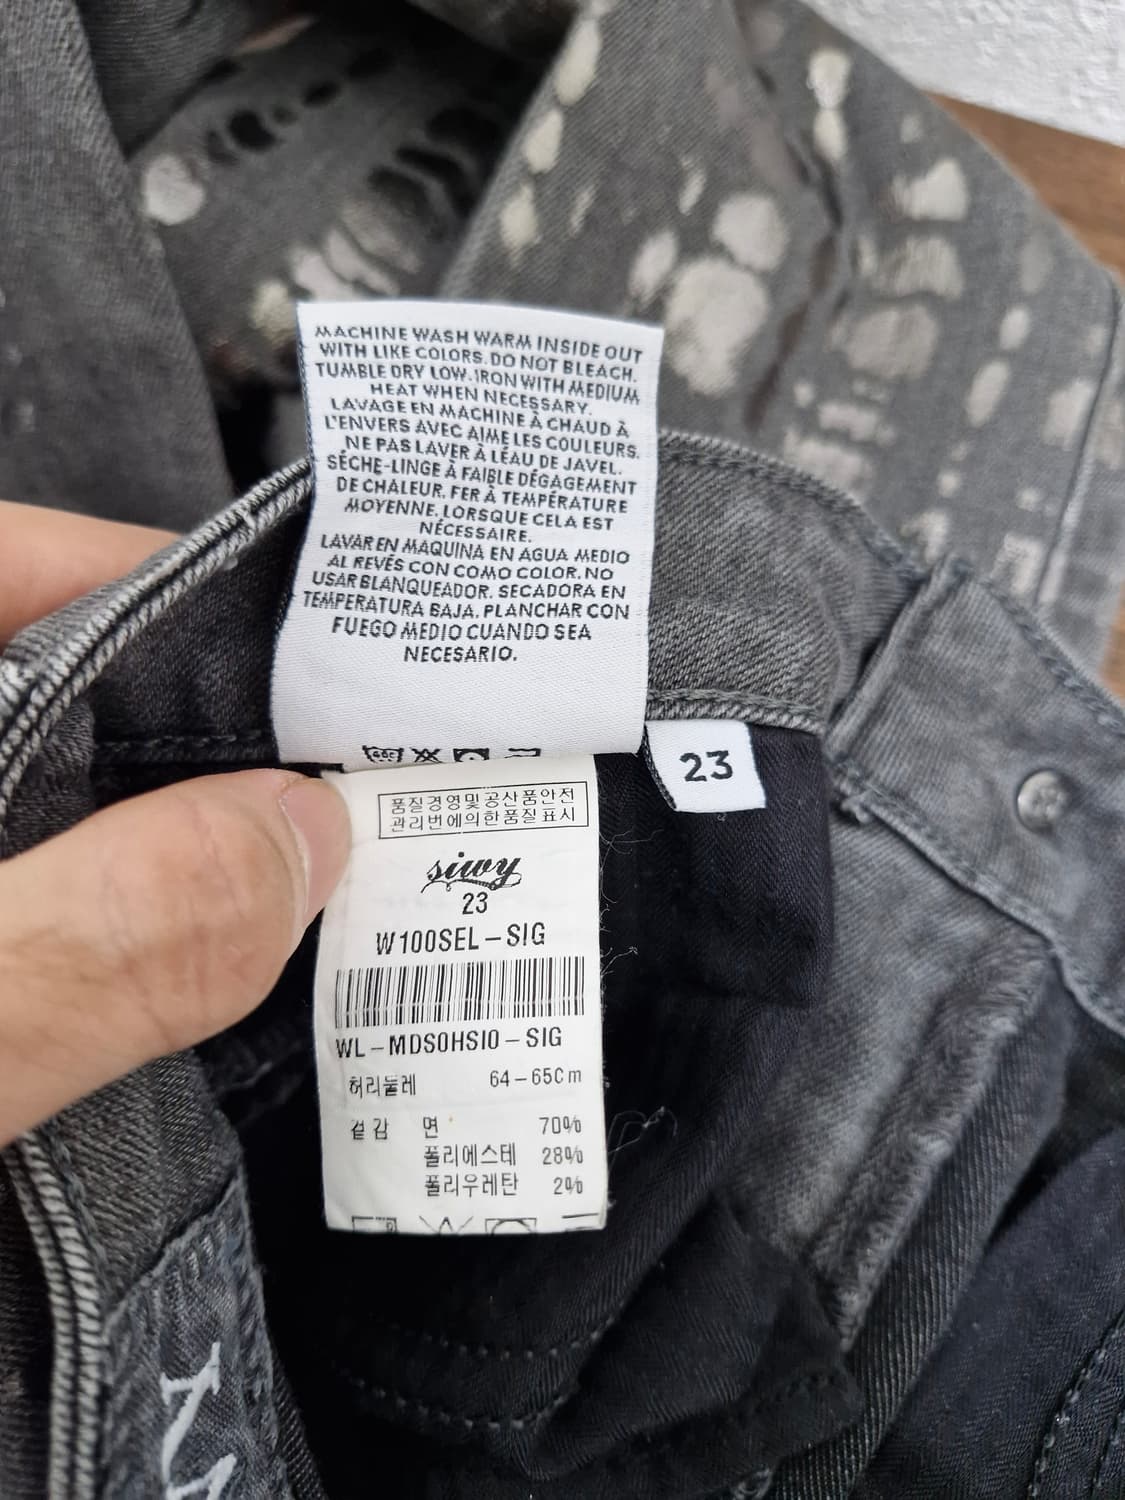 MACHINE WASH WARM INSIDE OUT
WITH LIKE COLORS. DO NOT BLEACH.
TUMBLE DRY LOW. IRON WITH MEDIUM
HEAT WHEN NECESSARY.
LAVAGE EN MACHINE À CHAUD À
L'ENVERS AVEC AIME LES COULEURS.
NE PAS LAVER À LÉAU DE JAVEL.
SÉCHE-LINGE À FAIBLE DÉGAGEMENT
DE CHALEUR. FER À TEMPÉRATURE
MOYENNE. LORSQUE CELA EST
NÉCESSAIRE.
LAVAR EN MAQUINA EN AGUA MEDIO
AL REVÉS CON COMO COLOR. NO
USAR BLANQUEADOR. SECADORA EN
TEMPERATURA BAJA. PLANCHAR CON
FUEGO MEDIO CUANDO SEA
NECESARIO.
23
품질경영및공산품안전
관리번에의한품질표시
siwy
23
W100SEL-SIG
WL-MDS0HSI0-SIG
허리둘레 64-65Cm
겉감 면 70%
폴리에스테 28%
폴리우레탄 2%